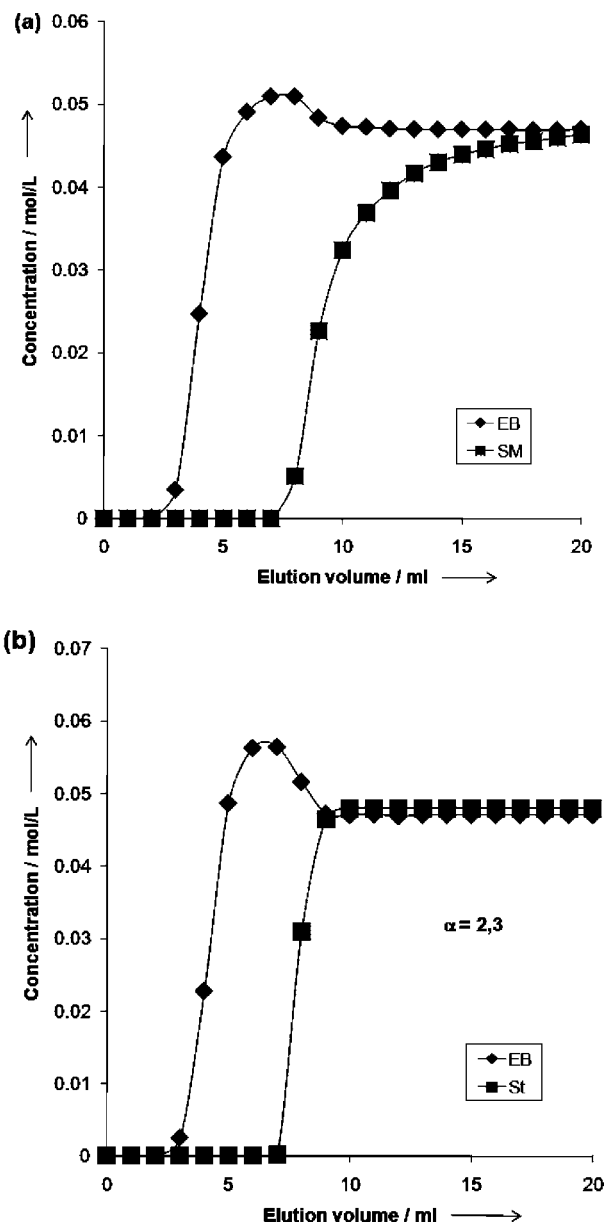 (a)
0.06
0.05
0.04
0.03
0.02
0.01
0
Concentration / mol/L
EB
SM
0 5 10 15 20
Elution volume / ml
(b)
0.07
0.06
0.05
0.04
0.03
0.02
0.01
0
Concentration / mol/L
α = 2,3
EB
St
0 5 10 15 20
Elution volume / ml